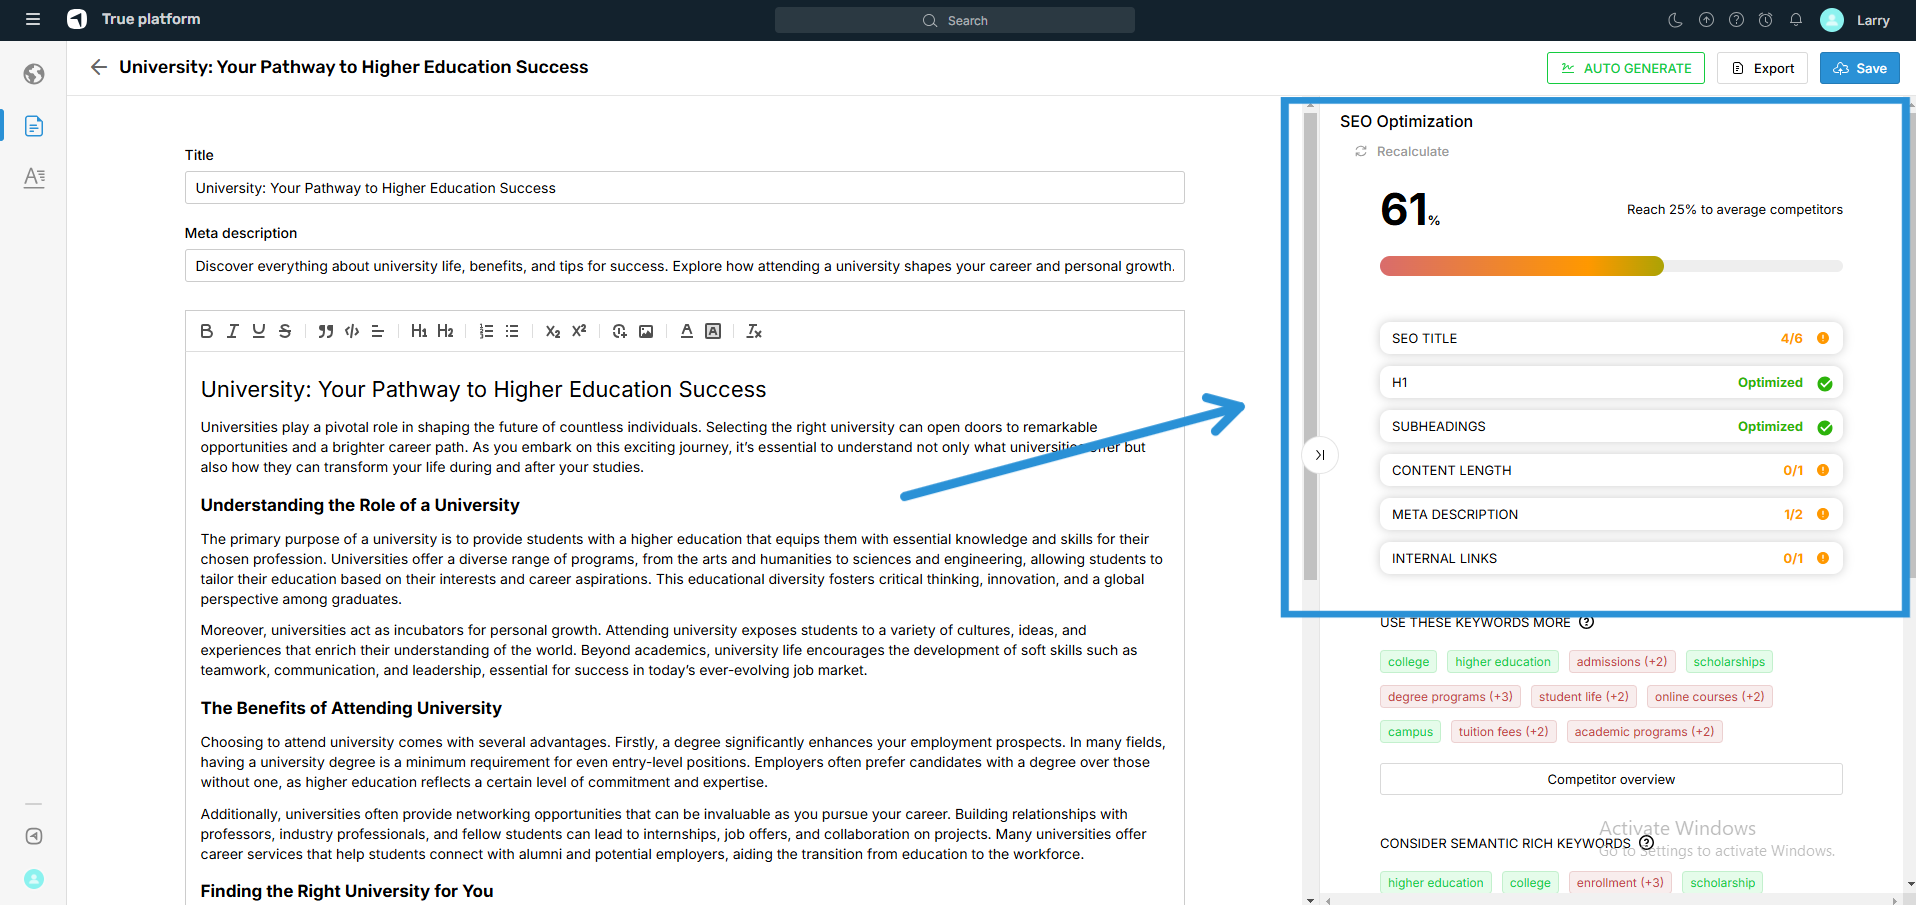 True platform
Search
Larry
University: Your Pathway to Higher Education Success
AUTO GENERATE
Export
Save
Title
University: Your Pathway to Higher Education Success
Meta description
Discover everything about university life, benefits, and tips for success. Explore how attending a university shapes your career and personal growth.
B I U S H1 H2 X2 X2 A A Tx
University: Your Pathway to Higher Education Success
Universities play a pivotal role in shaping the future of countless individuals. Selecting the right university can open doors to remarkable
opportunities and a brighter career path. As you embark on this exciting journey, it's essential to understand not only what universities offer but
also how they can transform your life during and after your studies.
Understanding the Role of a University
The primary purpose of a university is to provide students with a higher education that equips them with essential knowledge and skills for their
chosen profession. Universities offer a diverse range of programs, from the arts and humanities to sciences and engineering, allowing students to
tailor their education based on their interests and career aspirations. This educational diversity fosters critical thinking, innovation, and a global
perspective among graduates.
Moreover, universities act as incubators for personal growth. Attending university exposes students to a variety of cultures, ideas, and
experiences that enrich their understanding of the world. Beyond academics, university life encourages the development of soft skills such as
teamwork, communication, and leadership, essential for success in today's ever-evolving job market.
The Benefits of Attending University
Choosing to attend university comes with several advantages. Firstly, a degree significantly enhances your employment prospects. In many fields,
having a university degree is a minimum requirement for even entry-level positions. Employers often prefer candidates with a degree over those
without one, as higher education reflects a certain level of commitment and expertise.
Additionally, universities often provide networking opportunities that can be invaluable as you pursue your career. Building relationships with
professors, industry professionals, and fellow students can lead to internships, job offers, and collaboration on projects. Many universities offer
career services that help students connect with alumni and potential employers, aiding the transition from education to the workforce.
Finding the Right University for You
SEO Optimization
Recalculate
61%
Reach 25% to average competitors
SEO TITLE 4/6
H1 Optimized
SUBHEADINGS Optimized
CONTENT LENGTH 0/1
META DESCRIPTION 1/2
INTERNAL LINKS 0/1
USE THESE KEYWORDS MORE
college higher education admissions (+2) scholarships
degree programs (+3) student life (+2) online courses (+2)
campus tuition fees (+2) academic programs (+2)
Competitor overview
Activate Windows
CONSIDER SEMANTIC RICH KEYWORDS
Go to Settings to activate Windows.
higher education college enrollment (+3) scholarship